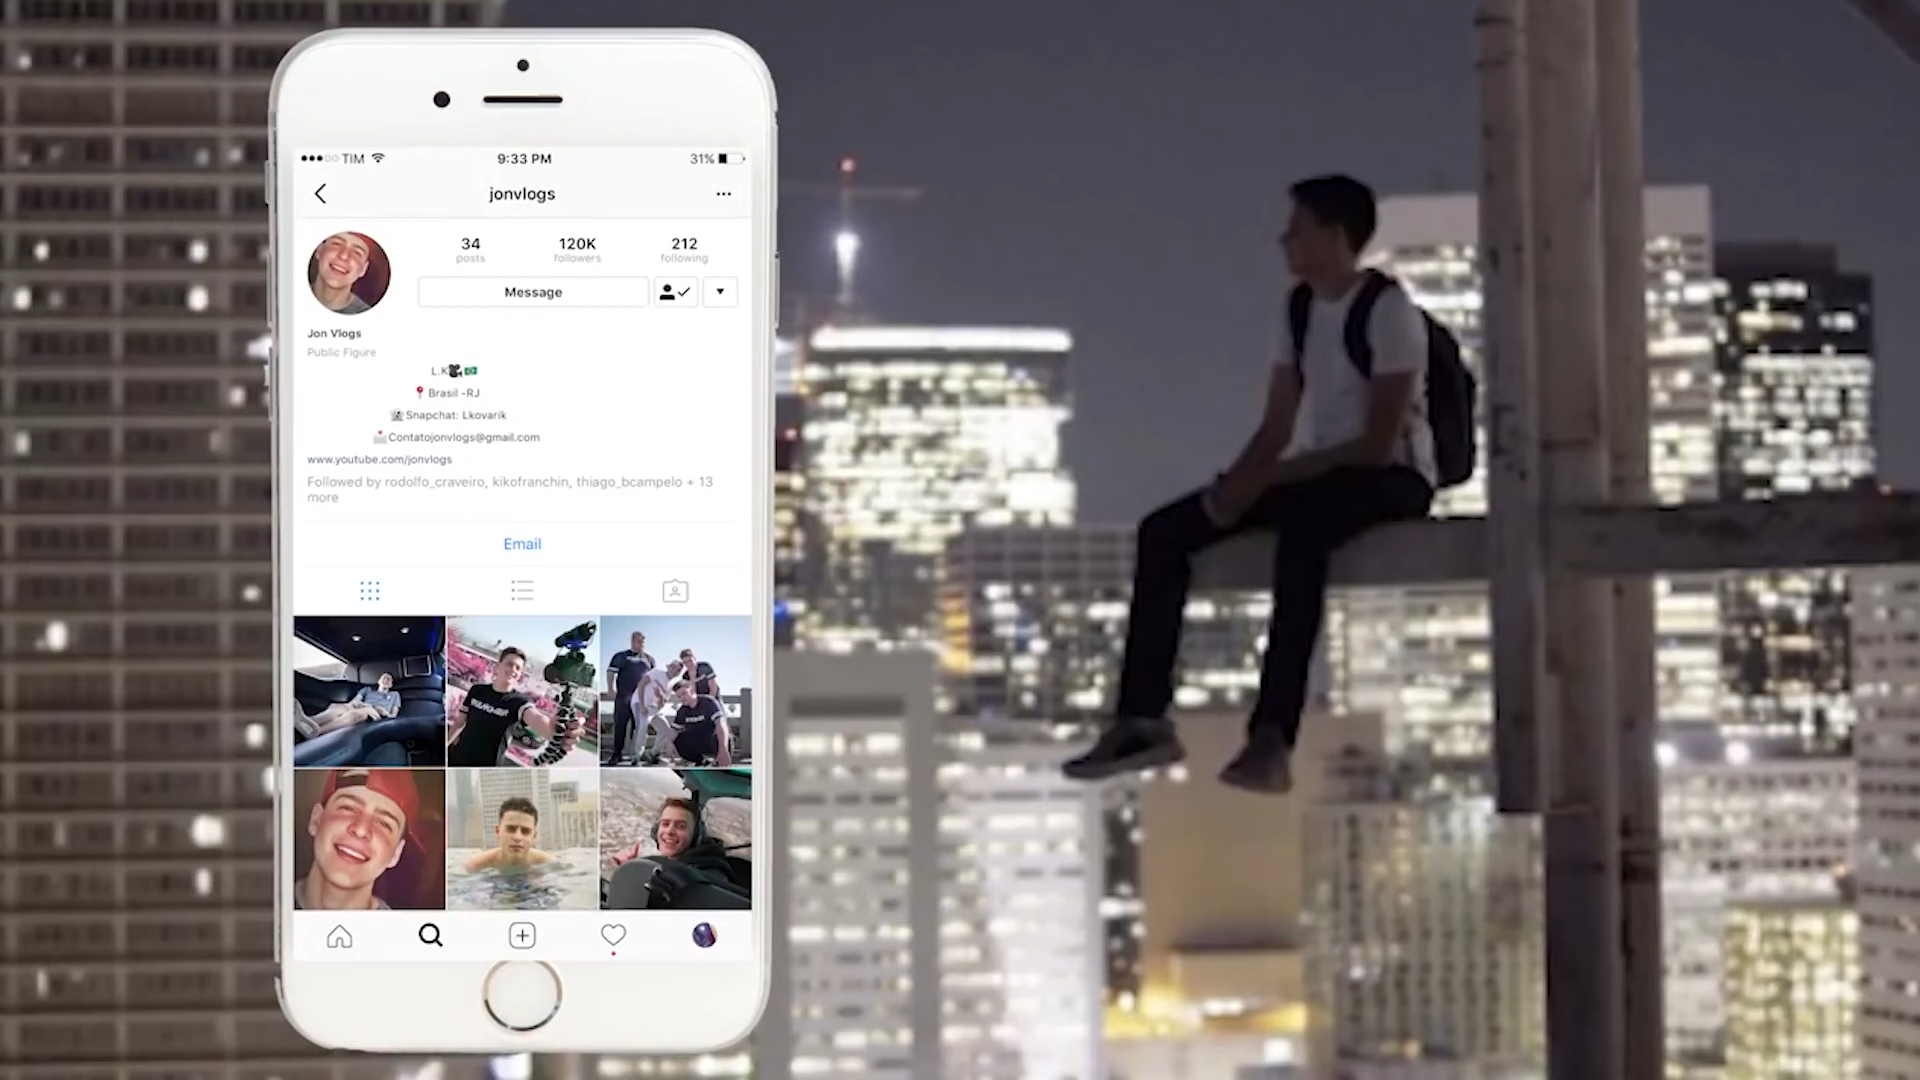 TIM 9:33 PM 31%
jonvlogs
34 120K 212
posts followers following
Message
Jon Vlogs
Public Figure
L.K
Brasil -RJ
Snapchat: Lkovarik
Contatojonvlogs@gmail.com
www.youtube.com/jonvlogs
Followed by rodolfo_craveiro, kikofranchin, thiago_bcampelo + 13
more
Email